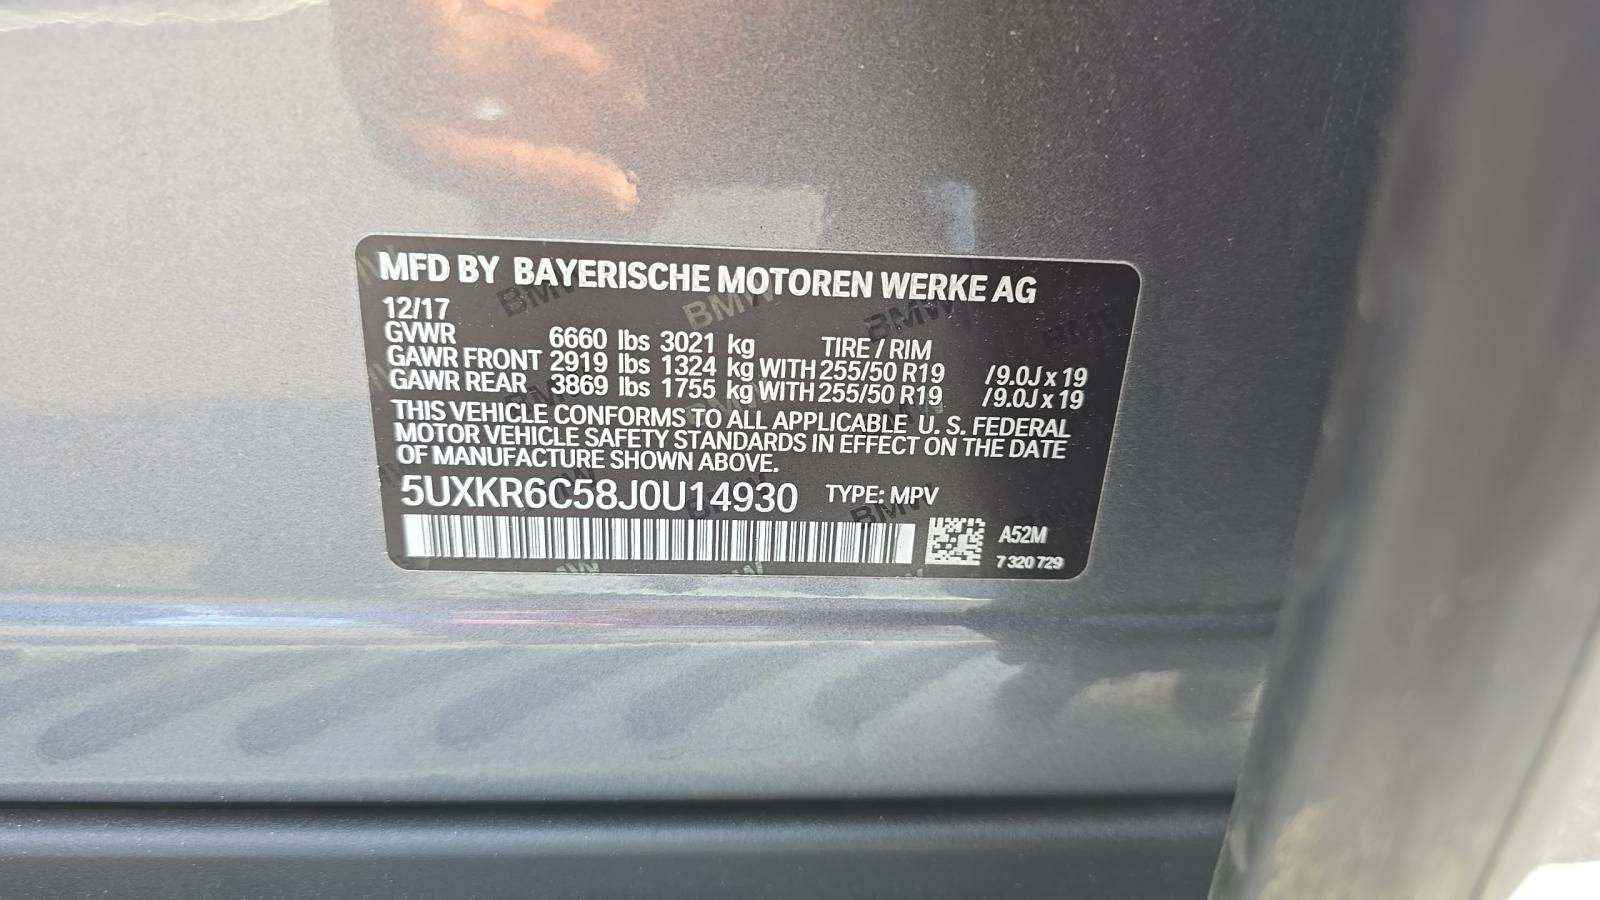 MFD BY BAYERISCHE MOTOREN WERKE AG
12/17
GVWR 6660 lbs 3021 kg TIRE / RIM
GAWR FRONT 2919 lbs 1324 kg WITH 255/50 R19 /9.0J x 19
GAWR REAR 3869 lbs 1755 kg WITH 255/50 R19 /9.0J x 19
THIS VEHICLE CONFORMS TO ALL APPLICABLE U. S. FEDERAL
MOTOR VEHICLE SAFETY STANDARDS IN EFFECT ON THE DATE
OF MANUFACTURE SHOWN ABOVE.
5UXKR6C58J0U14930 TYPE: MPV
A52M
7 320 729